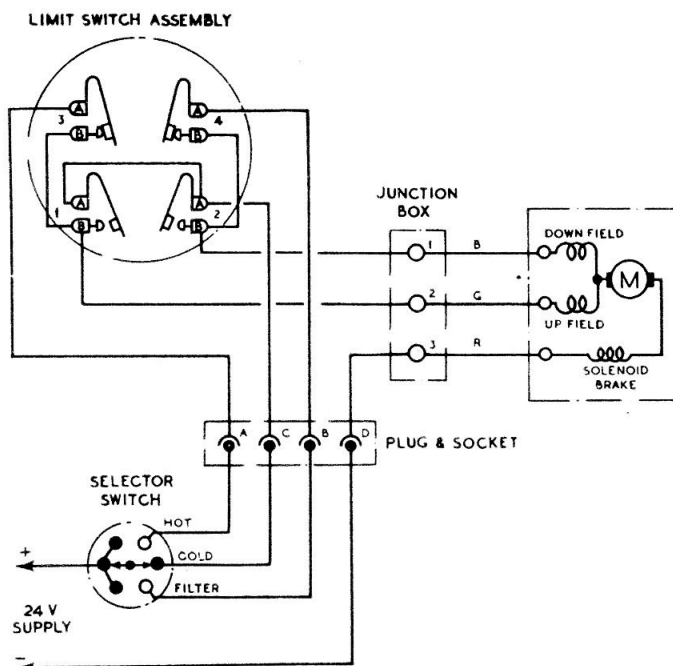 LIMIT SWITCH ASSEMBLY
A
3
B
A
4
B
A
1
B
A
2
B
JUNCTION
BOX
1
B
2
G
3
R
DOWN FIELD
M
UP FIELD
SOLENOID
BRAKE
A
C
B
D
PLUG & SOCKET
SELECTOR
SWITCH
HOT
COLD
FILTER
+
24 V
SUPPLY
−